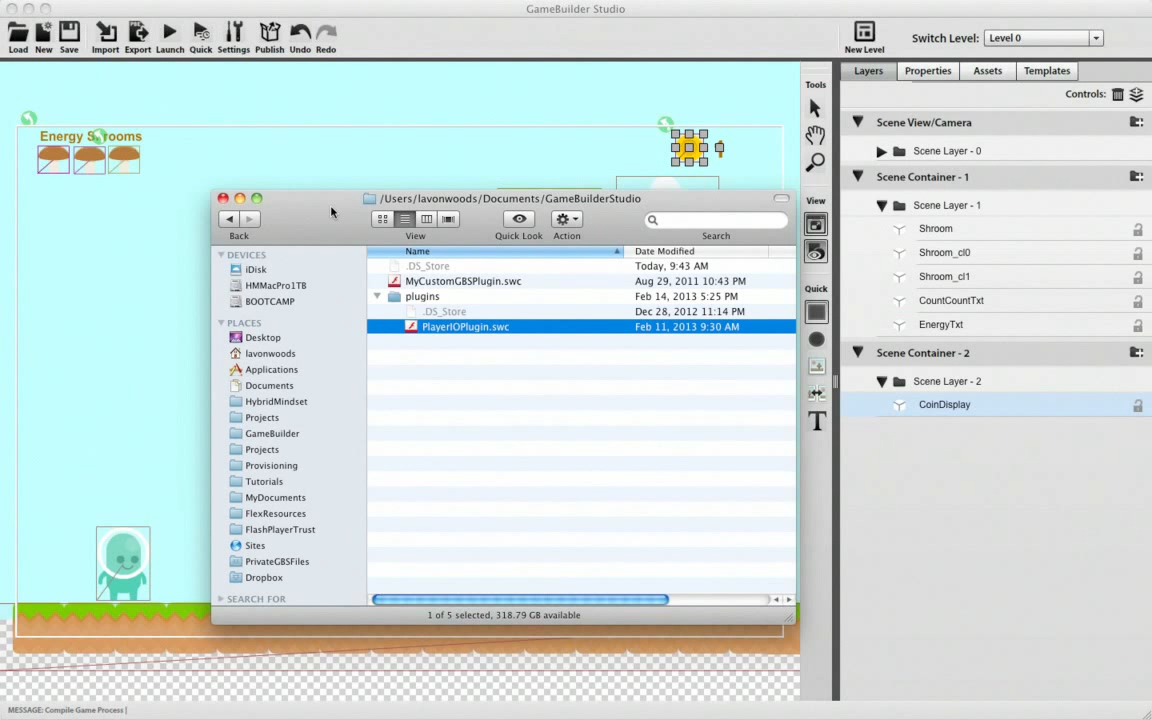 GameBuilder Studio
Load New Save Import Export Launch Quick Settings Publish Undo Redo
New Level
Switch Level: Level 0
Layers Properties Assets Templates
Controls:
Tools
View
Quick
T
Scene View/Camera
Scene Layer - 0
Scene Container - 1
Scene Layer - 1
Shroom
Shroom_cl0
Shroom_cl1
CountCountTxt
EnergyTxt
Scene Container - 2
Scene Layer - 2
CoinDisplay
/Users/lavonwoods/Documents/GameBuilderStudio
Back View Quick Look Action Search
DEVICES
iDisk
HMMacPro1TB
BOOTCAMP
PLACES
Desktop
lavonwoods
Applications
Documents
HybridMindset
Projects
GameBuilder
Projects
Provisioning
Tutorials
MyDocuments
FlexResources
FlashPlayerTrust
Sites
PrivateGBSFiles
Dropbox
SEARCH FOR
Name Date Modified
.DS_Store Today, 9:43 AM
MyCustomGBSPlugin.swc Aug 29, 2011 10:43 PM
plugins Feb 14, 2013 5:25 PM
.DS_Store Dec 28, 2012 11:14 PM
PlayerIOPlugin.swc Feb 11, 2013 9:30 AM
1 of 5 selected, 318.79 GB available
MESSAGE: Compile Game Process |